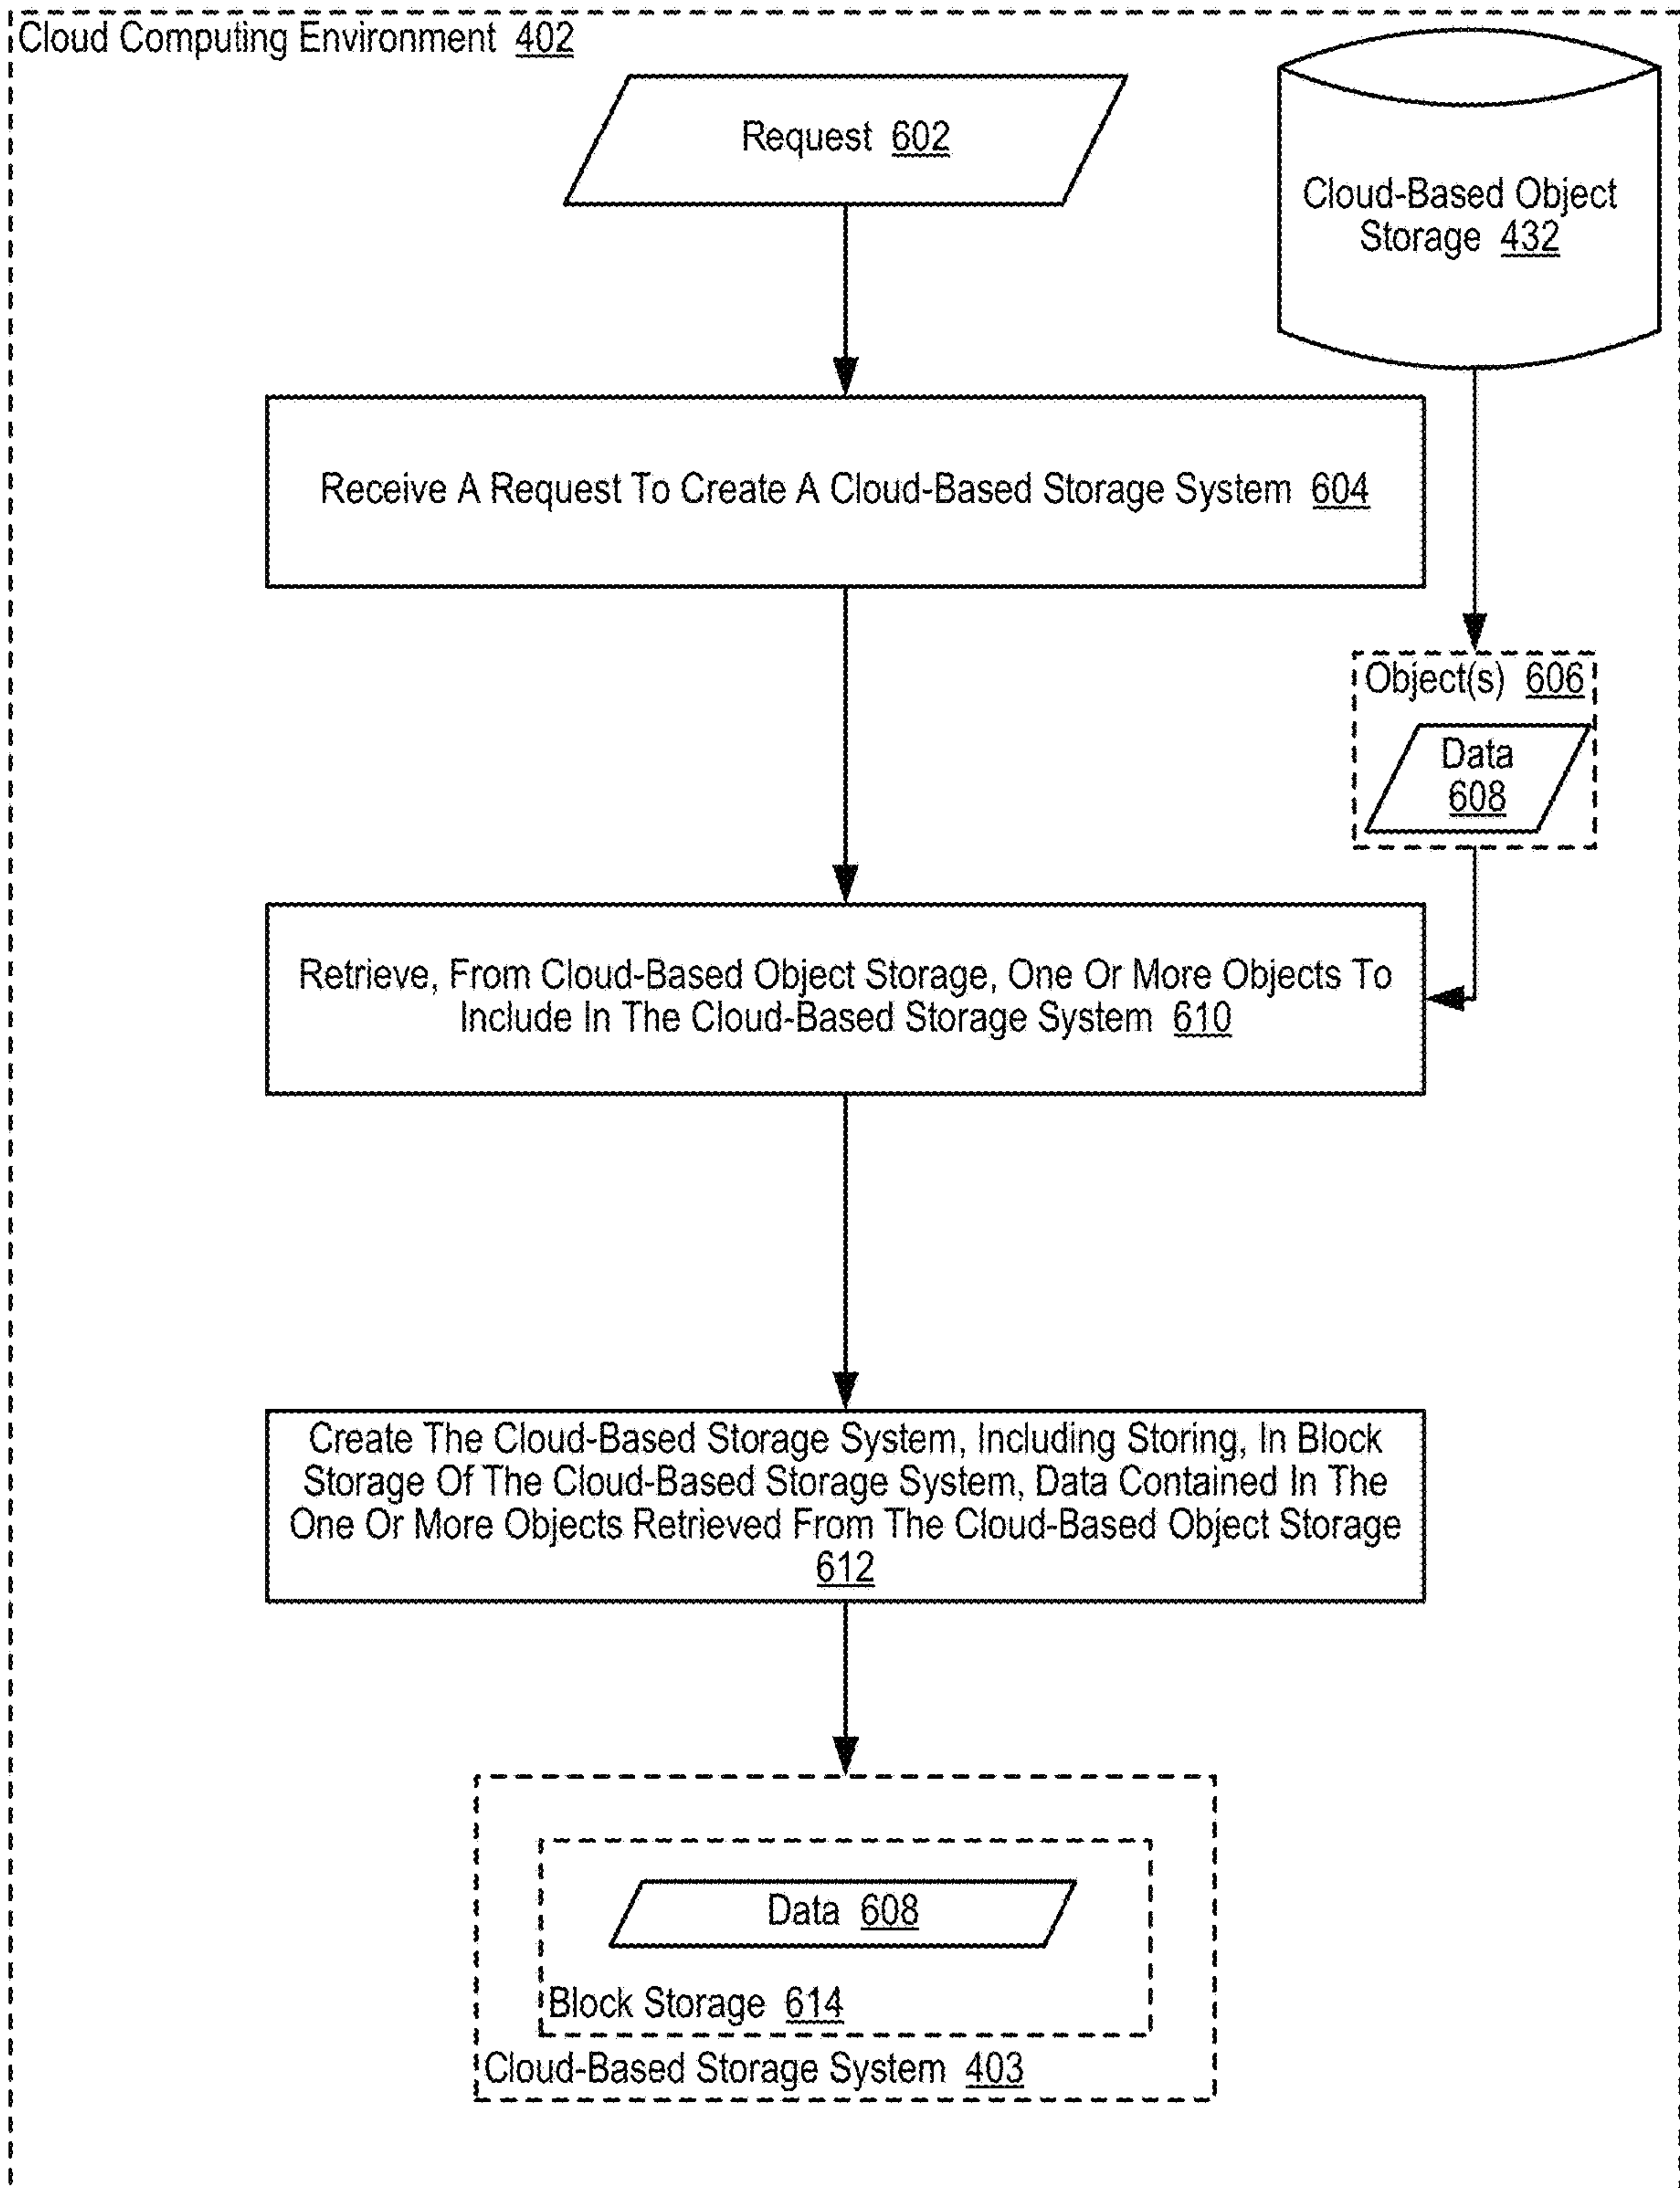 Cloud Computing Environment 402
Request 602
Cloud-Based Object
Storage 432
Receive A Request To Create A Cloud-Based Storage System 604
Object(s) 606
Data
608
Retrieve, From Cloud-Based Object Storage, One Or More Objects To
Include In The Cloud-Based Storage System 610
Create The Cloud-Based Storage System, Including Storing, In Block
Storage Of The Cloud-Based Storage System, Data Contained In The
One Or More Objects Retrieved From The Cloud-Based Object Storage
612
Data 608
Block Storage 614
Cloud-Based Storage System 403